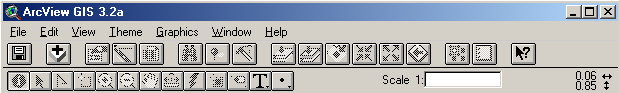 ArcView GIS 3.2a
File Edit View Theme Graphics Window Help
T
Scale 1: 0.06
0.85